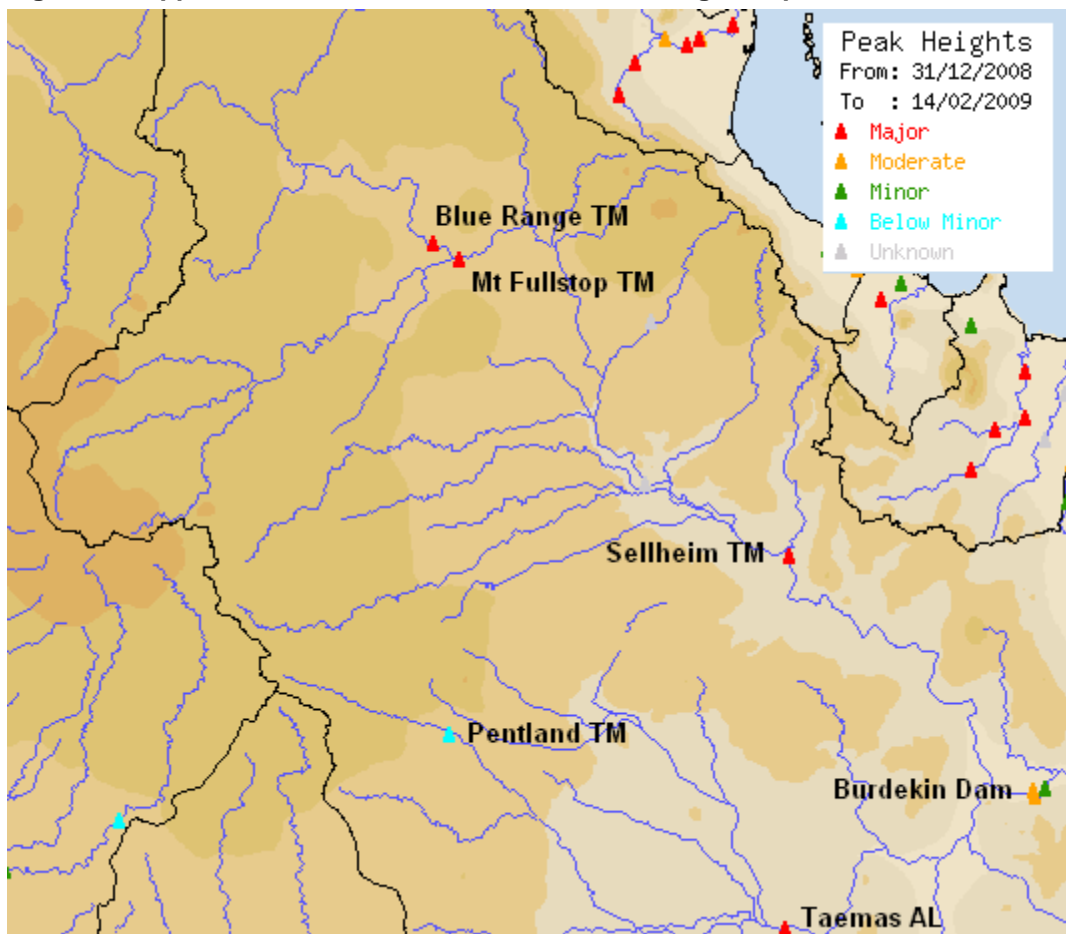 Peak Heights
From: 31/12/2008
To : 14/02/2009
Major
Moderate
Minor
Below Minor
Unknown
Blue Range TM
Mt Fullstop TM
Sellheim TM
Pentland TM
Burdekin Dam
Taemas AL